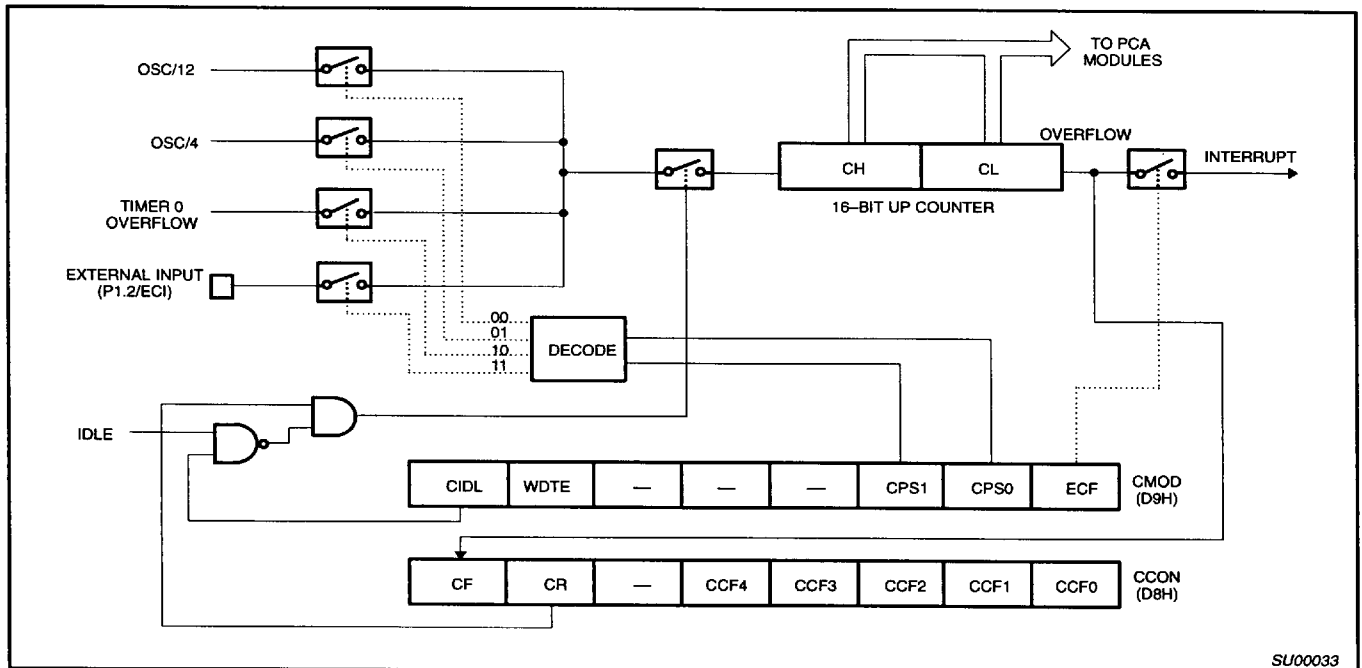 OSC/12
OSC/4
TIMER 0
OVERFLOW
EXTERNAL INPUT
(P1.2/ECI)
TO PCA
MODULES
OVERFLOW
CH
CL
INTERRUPT
16–BIT UP COUNTER
00
01
10
11
DECODE
IDLE
CIDL
WDTE
—
—
—
CPS1
CPS0
ECF
CMOD
(D9H)
CF
CR
—
CCF4
CCF3
CCF2
CCF1
CCF0
CCON
(D8H)
SU00033